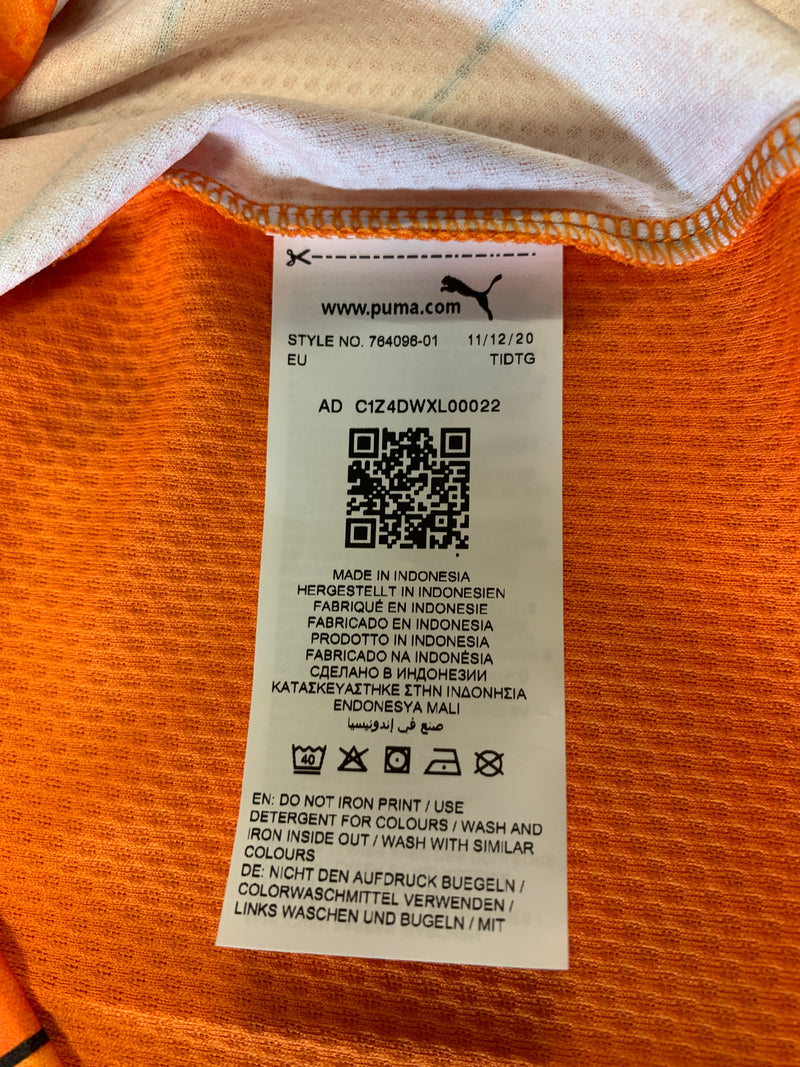 www.puma.com
STYLE NO. 764096-01 11/12/20
EU TIDTG
AD C1Z4DWXL00022
MADE IN INDONESIA
HERGESTELLT IN INDONESIEN
FABRIQUÉ EN INDONESIE
FABRICADO EN INDONESIA
PRODOTTO IN INDONESIA
FABRICADO NA INDONÉSIA
СДЕЛАНО В ИНДОНЕЗИИ
ΚΑΤΑΣΚΕΥΑΣΤΗΚΕ ΣΤΗΝ ΙΝΔΟΝΗΣΙΑ
ENDONESYA MALI
صنع في إندونيسيا
40
EN: DO NOT IRON PRINT / USE
DETERGENT FOR COLOURS / WASH AND
IRON INSIDE OUT / WASH WITH SIMILAR
COLOURS
DE: NICHT DEN AUFDRUCK BUEGELN /
COLORWASCHMITTEL VERWENDEN /
LINKS WASCHEN UND BUGELN / MIT